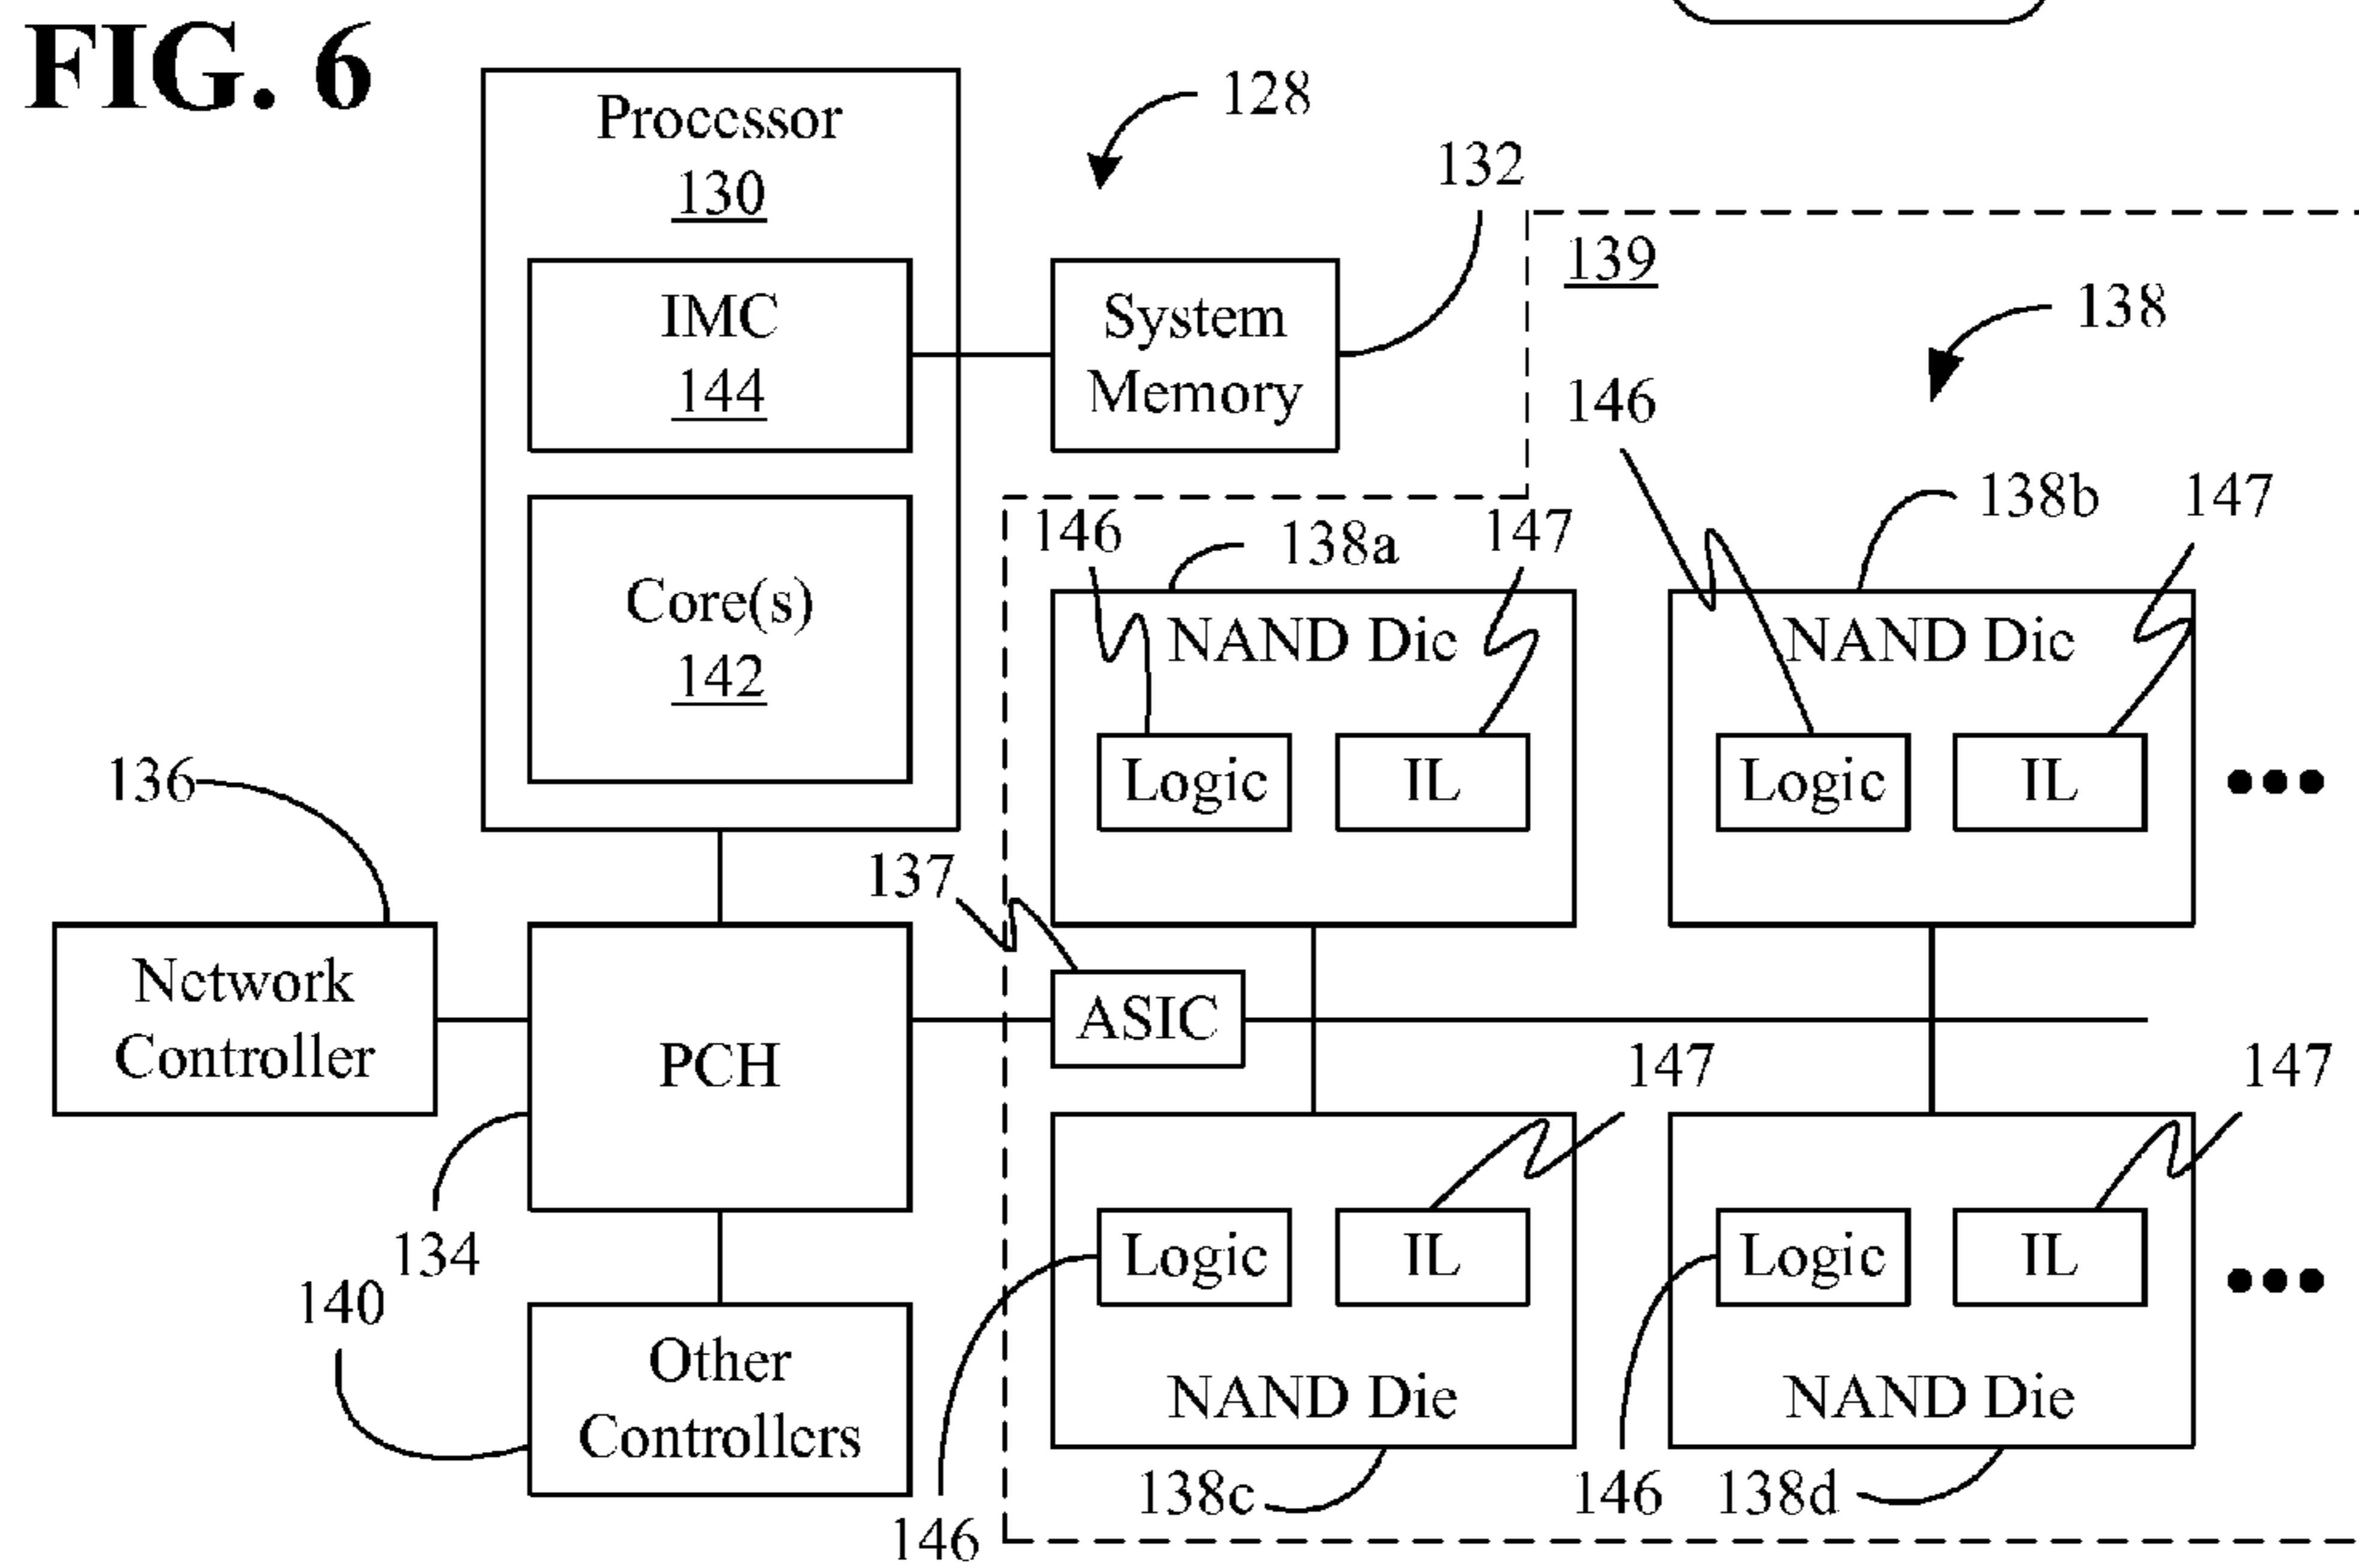 FIG. 6
Processor
130
IMC
144
Core(s)
142
128
132
System
Memory
139
138
146
138b
147
146
138a
147
NAND Die
NAND Die
Logic
IL
Logic
IL
•••
136
137
Network
Controller
PCH
ASIC
147
147
134
140
Logic
IL
Logic
IL
•••
Other
Controllers
NAND Die
NAND Die
138c
146
138d
146